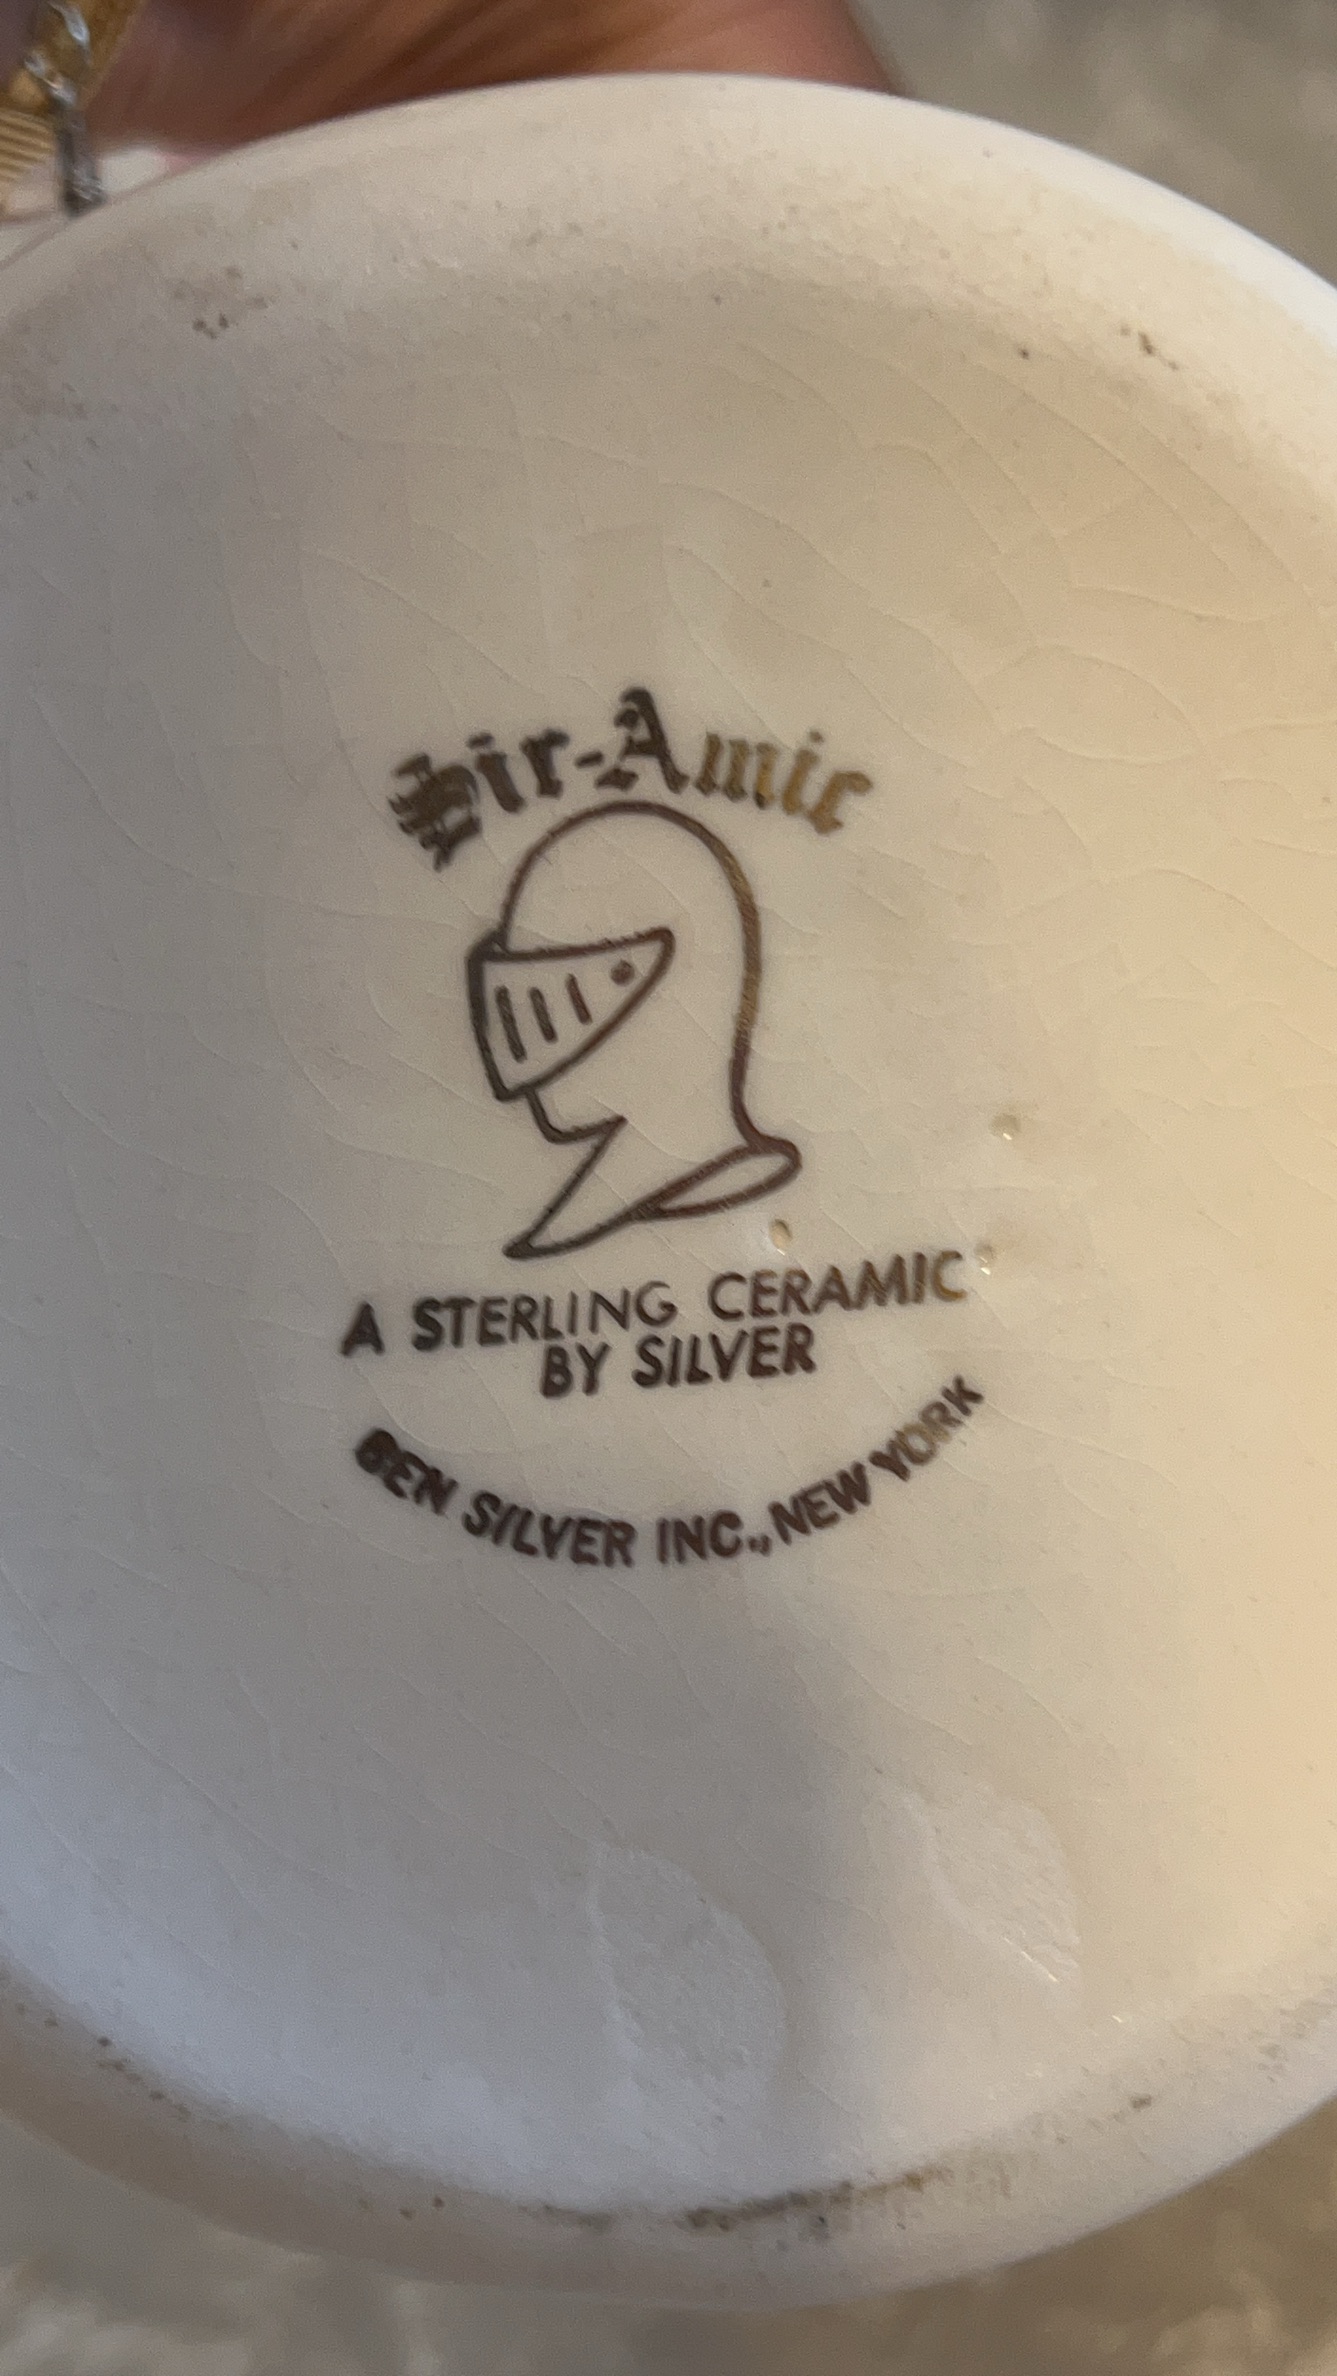 Sir-Amic
A STERLING CERAMIC
BY SILVER
BEN SILVER INC., NEW YORK